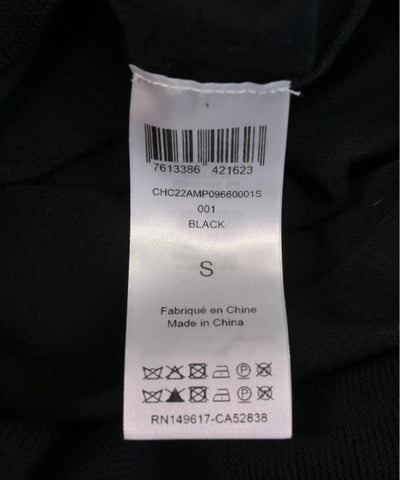 7613386 421623
CHC22AMP09660001S
001
BLACK
S
Fabriqué en Chine
Made in China
P
P
RN149617-CA52838